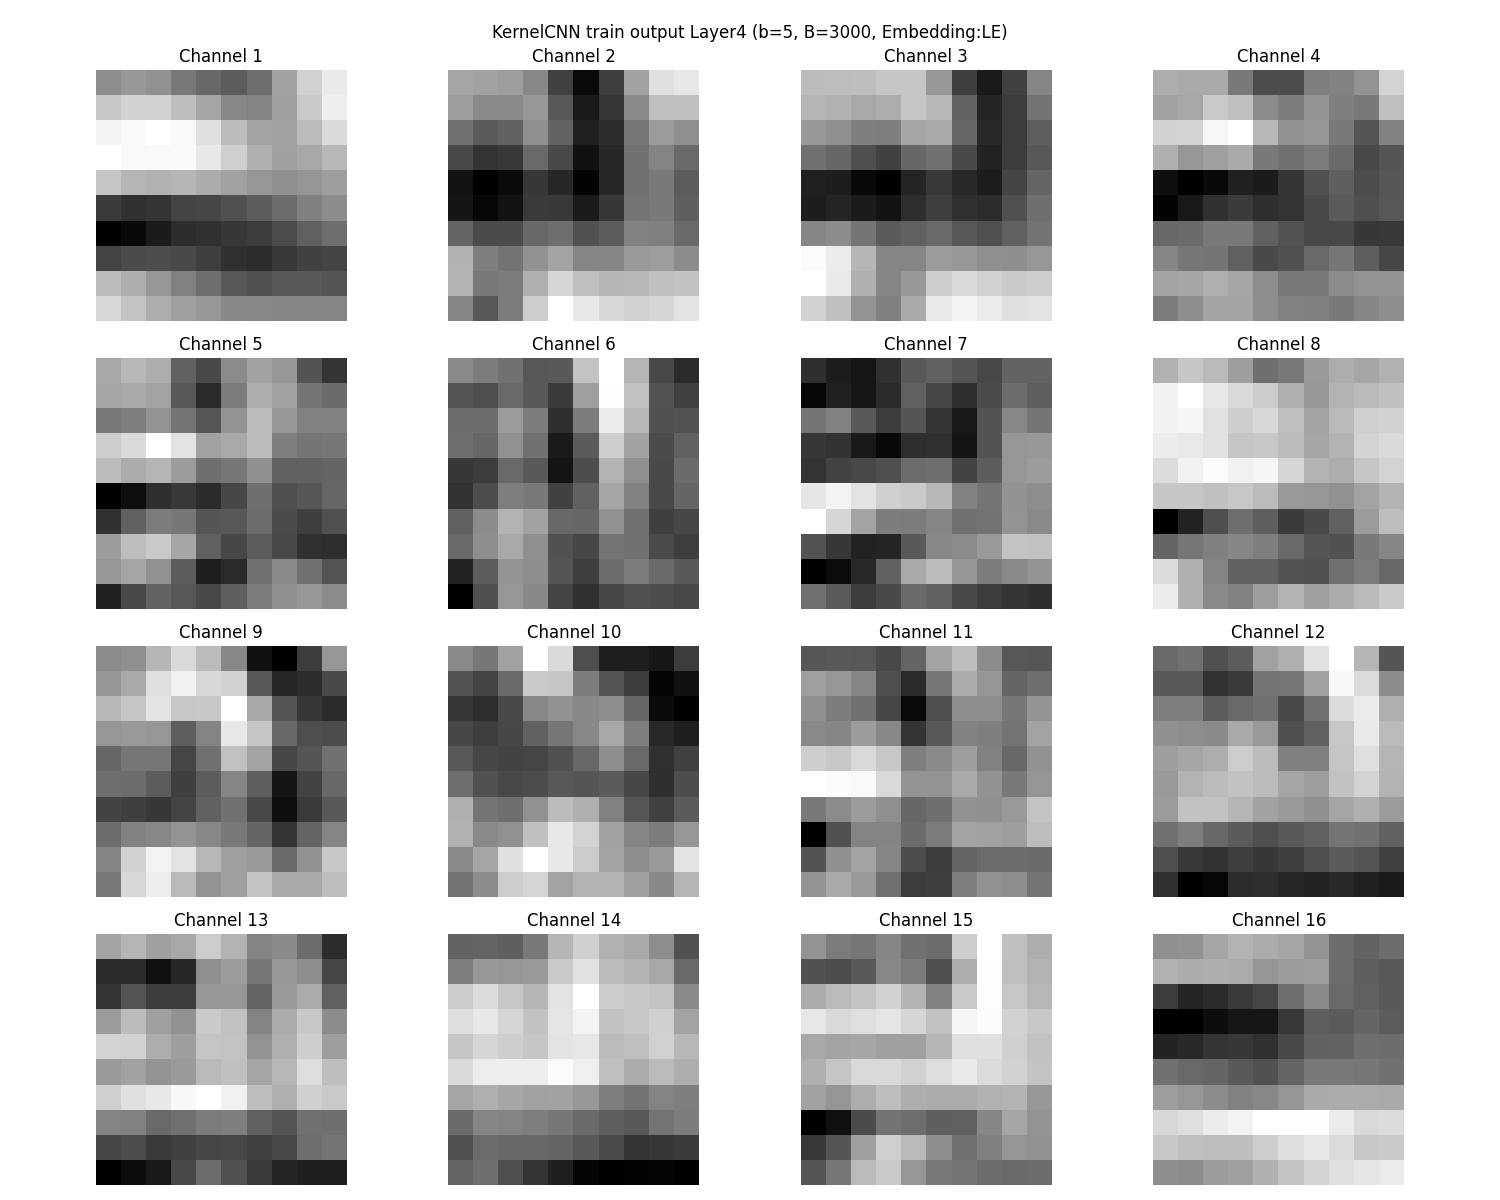 KernelCNN train output Layer4 (b=5, B=3000, Embedding:LE)
Channel 1
Channel 2
Channel 3
Channel 4
Channel 5
Channel 6
Channel 7
Channel 8
Channel 9
Channel 10
Channel 11
Channel 12
Channel 13
Channel 14
Channel 15
Channel 16